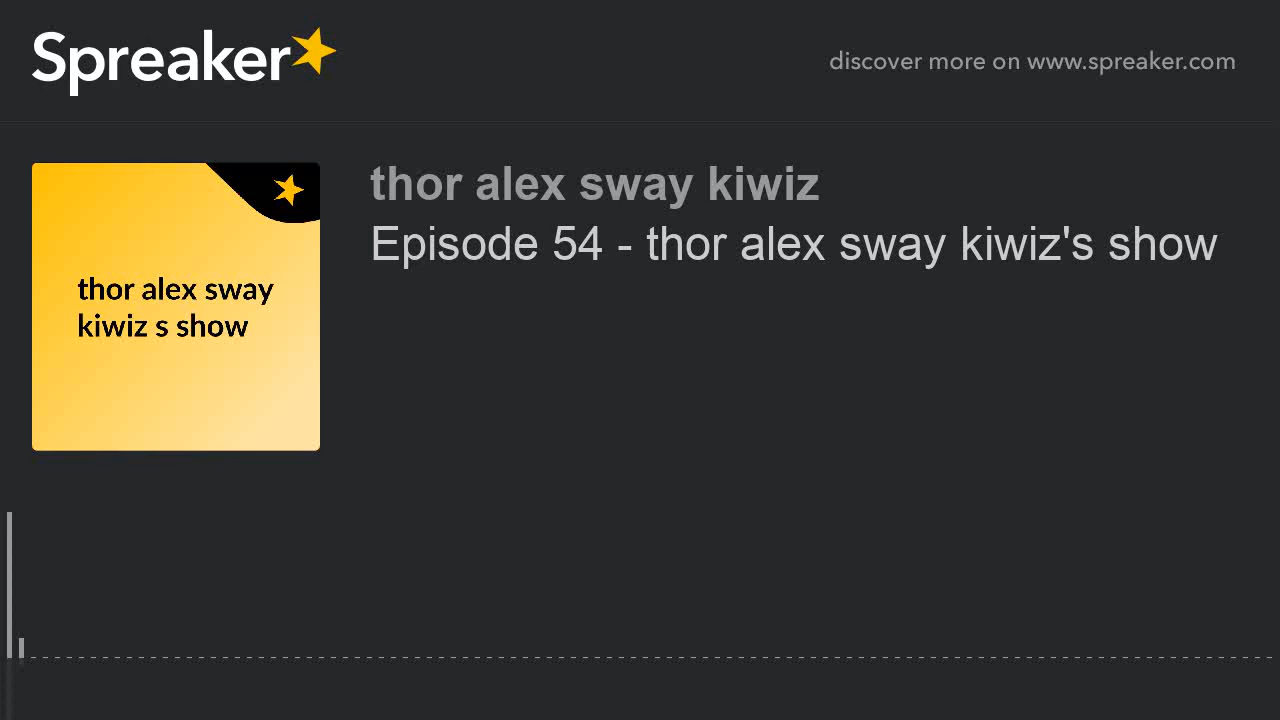 Spreaker
discover more on www.spreaker.com
thor alex sway kiwiz
Episode 54 - thor alex sway kiwiz's show
thor alex sway
kiwiz s show